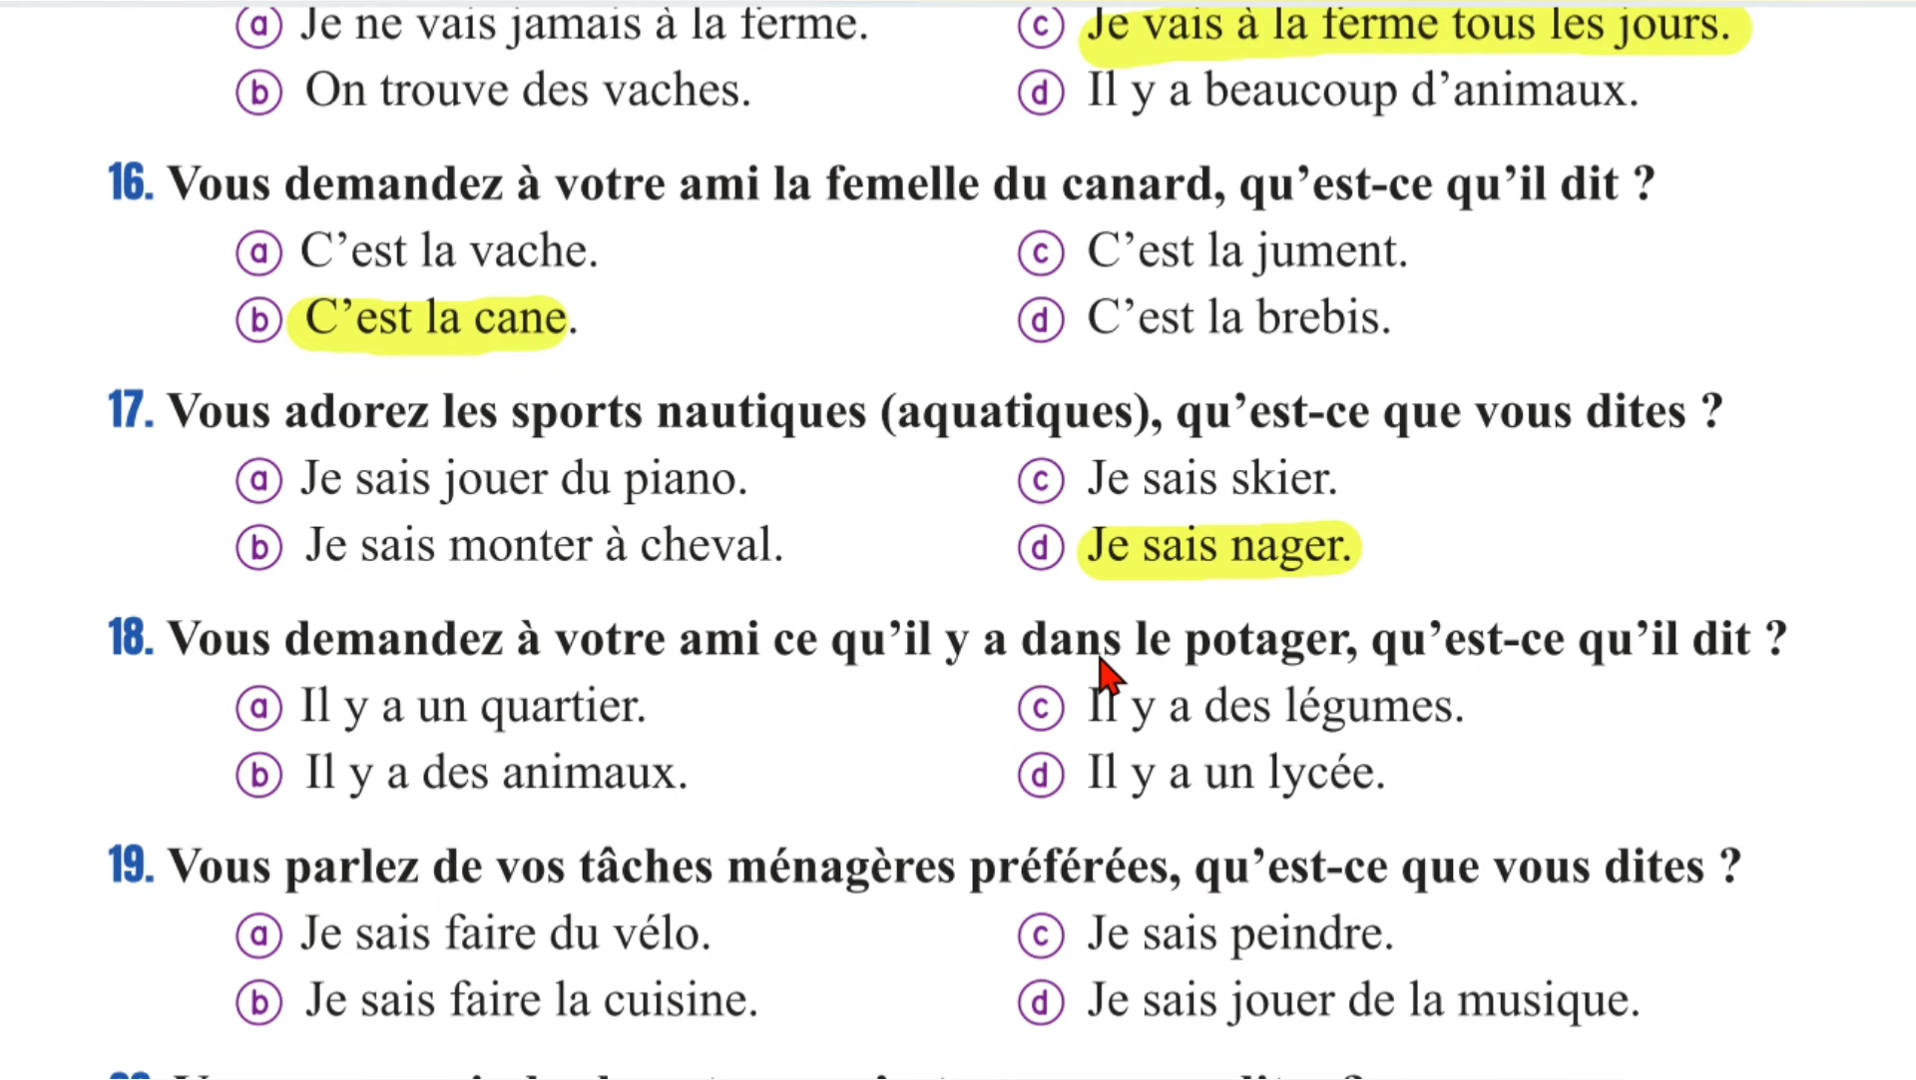 a Je ne vais jamais à la ferme. c Je vais à la ferme tous les jours.
b On trouve des vaches. d Il y a beaucoup d’animaux.
16. Vous demandez à votre ami la femelle du canard, qu’est-ce qu’il dit ?
a C’est la vache. c C’est la jument.
b C’est la cane. d C’est la brebis.
17. Vous adorez les sports nautiques (aquatiques), qu’est-ce que vous dites ?
a Je sais jouer du piano. c Je sais skier.
b Je sais monter à cheval. d Je sais nager.
18. Vous demandez à votre ami ce qu’il y a dans le potager, qu’est-ce qu’il dit ?
a Il y a un quartier. c Il y a des légumes.
b Il y a des animaux. d Il y a un lycée.
19. Vous parlez de vos tâches ménagères préférées, qu’est-ce que vous dites ?
a Je sais faire du vélo. c Je sais peindre.
b Je sais faire la cuisine. d Je sais jouer de la musique.